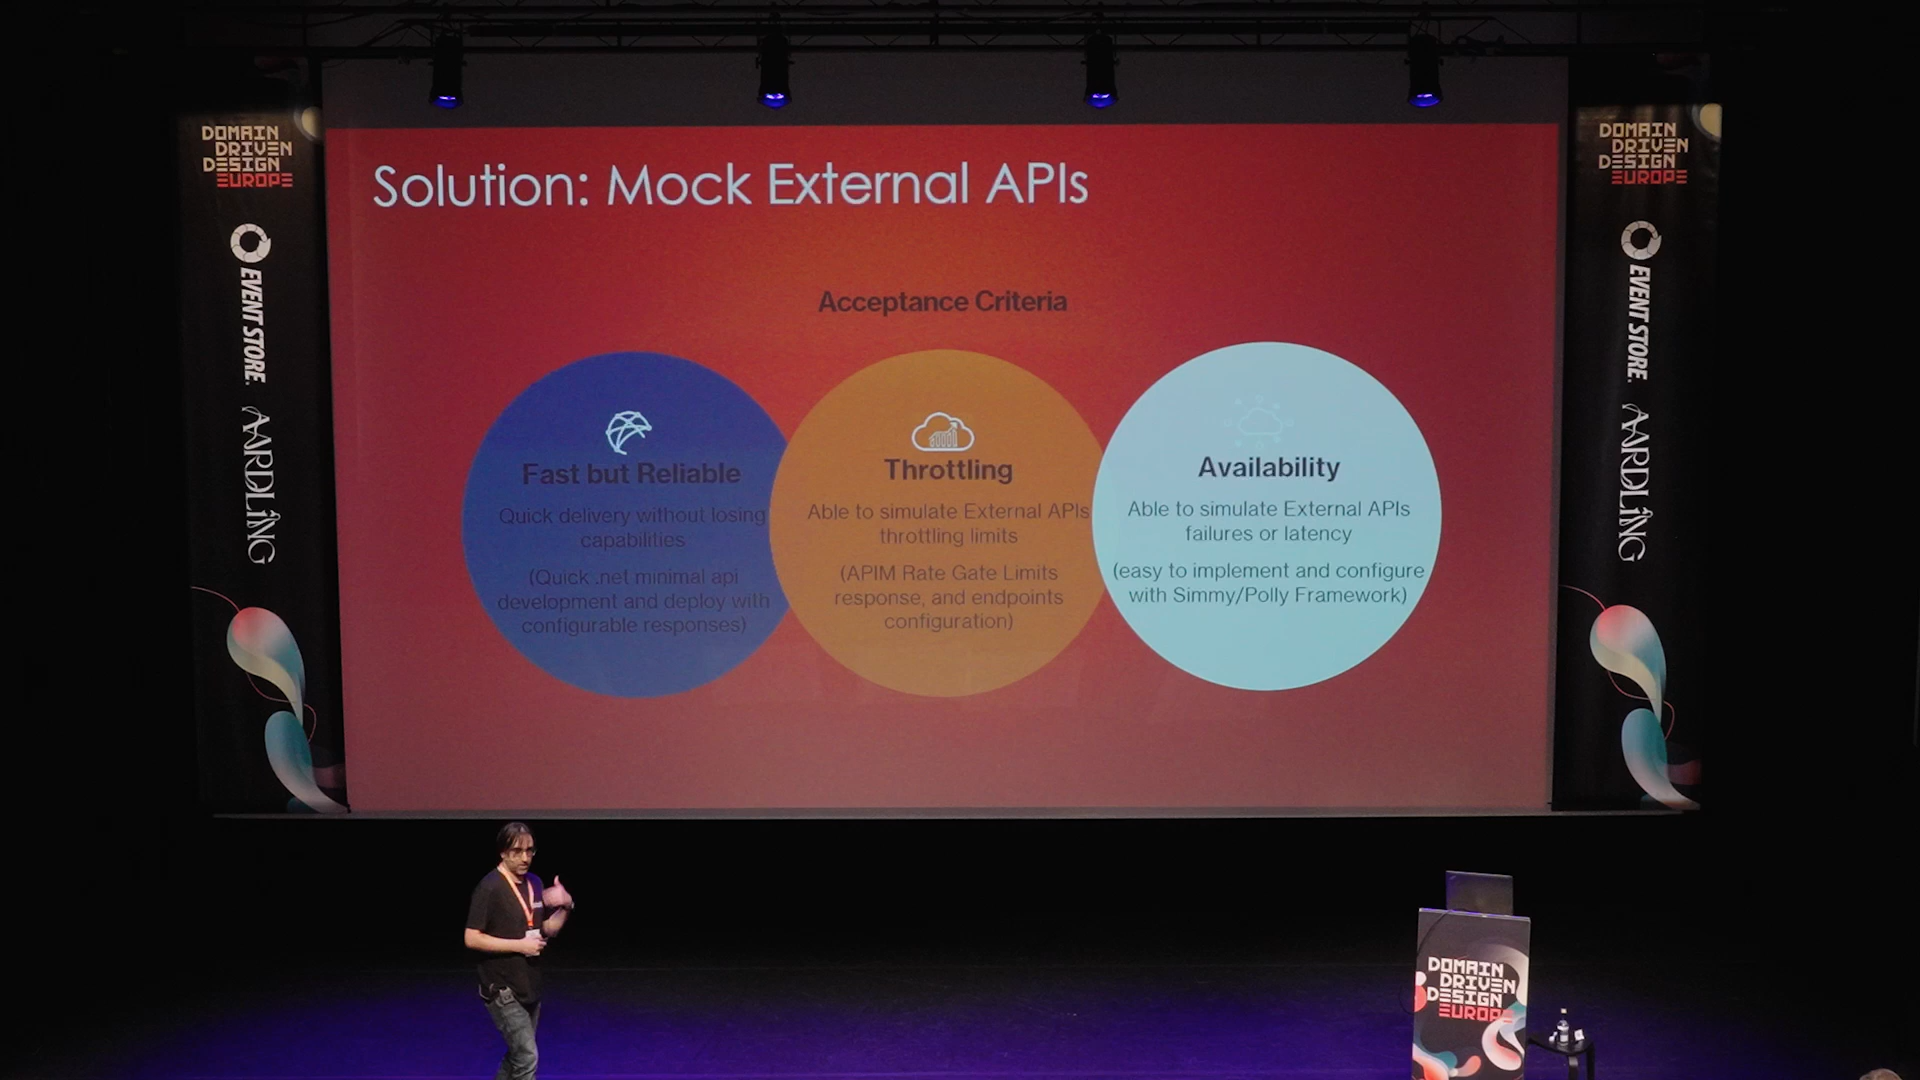 DOMAIN
DRIVEN
DESIGN
EUROPE
EVENT STORE
AARDLING
Solution: Mock External APIs
Acceptance Criteria
Fast but Reliable
Quick delivery without losing
capabilities
(Quick .net minimal api
development and deploy with
configurable responses)
Throttling
Able to simulate External APIs
throttling limits
(APIM Rate Gate Limits
response, and endpoints
configuration)
Availability
Able to simulate External APIs
failures or latency
(easy to implement and configure
with Simmy/Polly Framework)
DOMAIN
DRIVEN
DESIGN
EUROPE
EVENT STORE
AARDLING
DOMAIN
DRIVEN
DESIGN
EUROPE